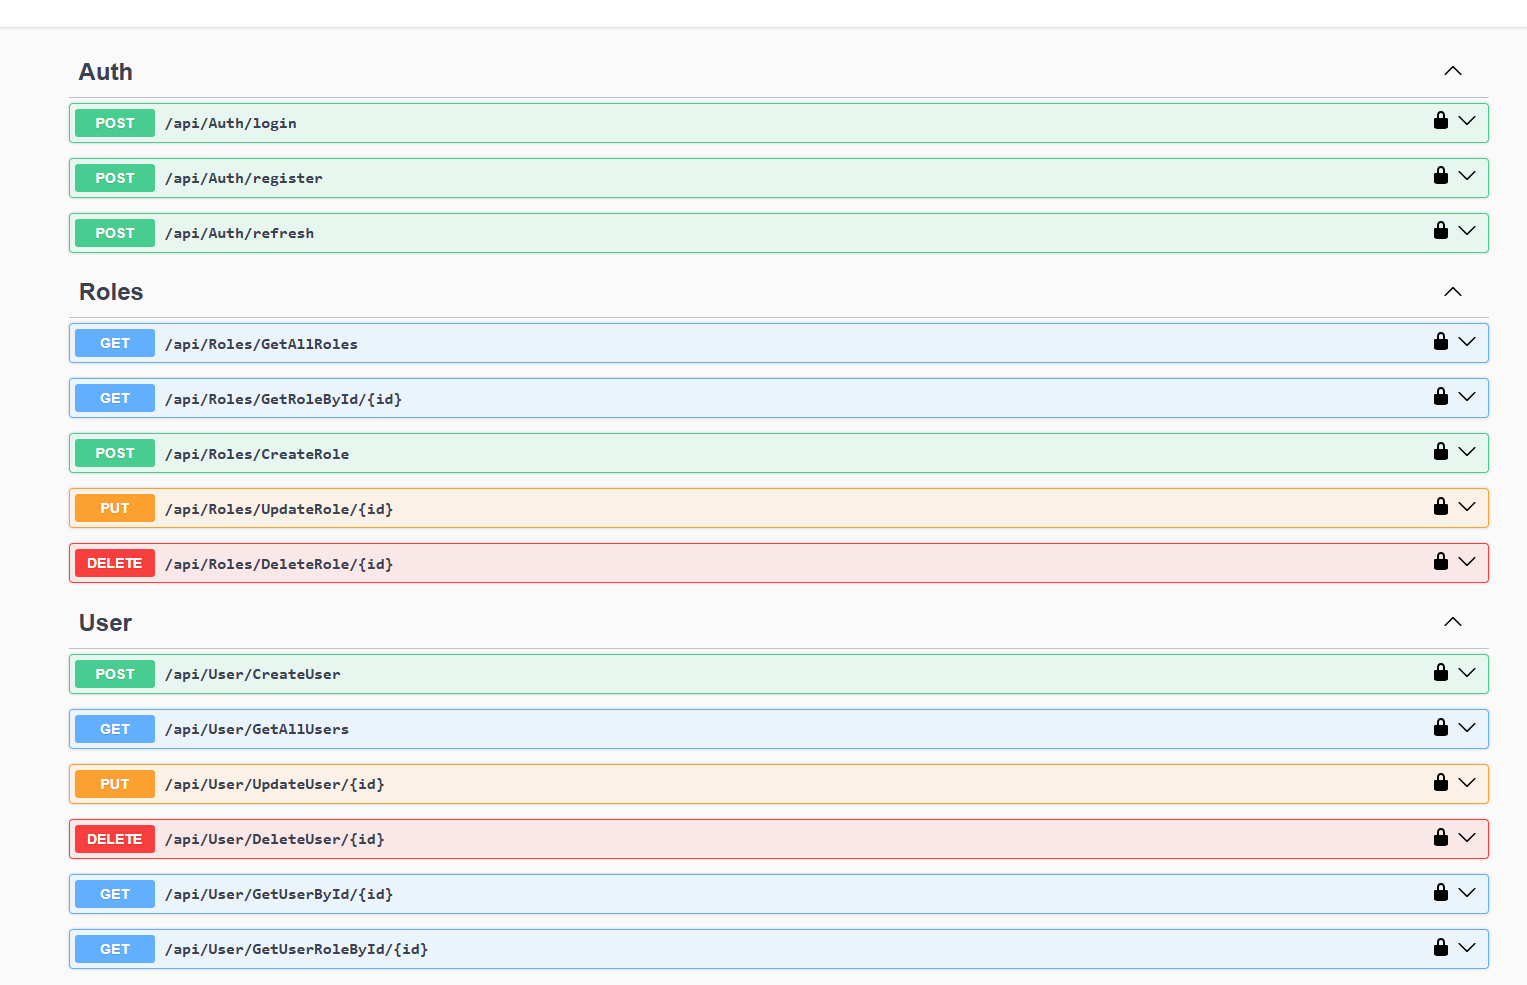 Auth
POST /api/Auth/login
POST /api/Auth/register
POST /api/Auth/refresh
Roles
GET /api/Roles/GetAllRoles
GET /api/Roles/GetRoleById/{id}
POST /api/Roles/CreateRole
PUT /api/Roles/UpdateRole/{id}
DELETE /api/Roles/DeleteRole/{id}
User
POST /api/User/CreateUser
GET /api/User/GetAllUsers
PUT /api/User/UpdateUser/{id}
DELETE /api/User/DeleteUser/{id}
GET /api/User/GetUserById/{id}
GET /api/User/GetUserRoleById/{id}